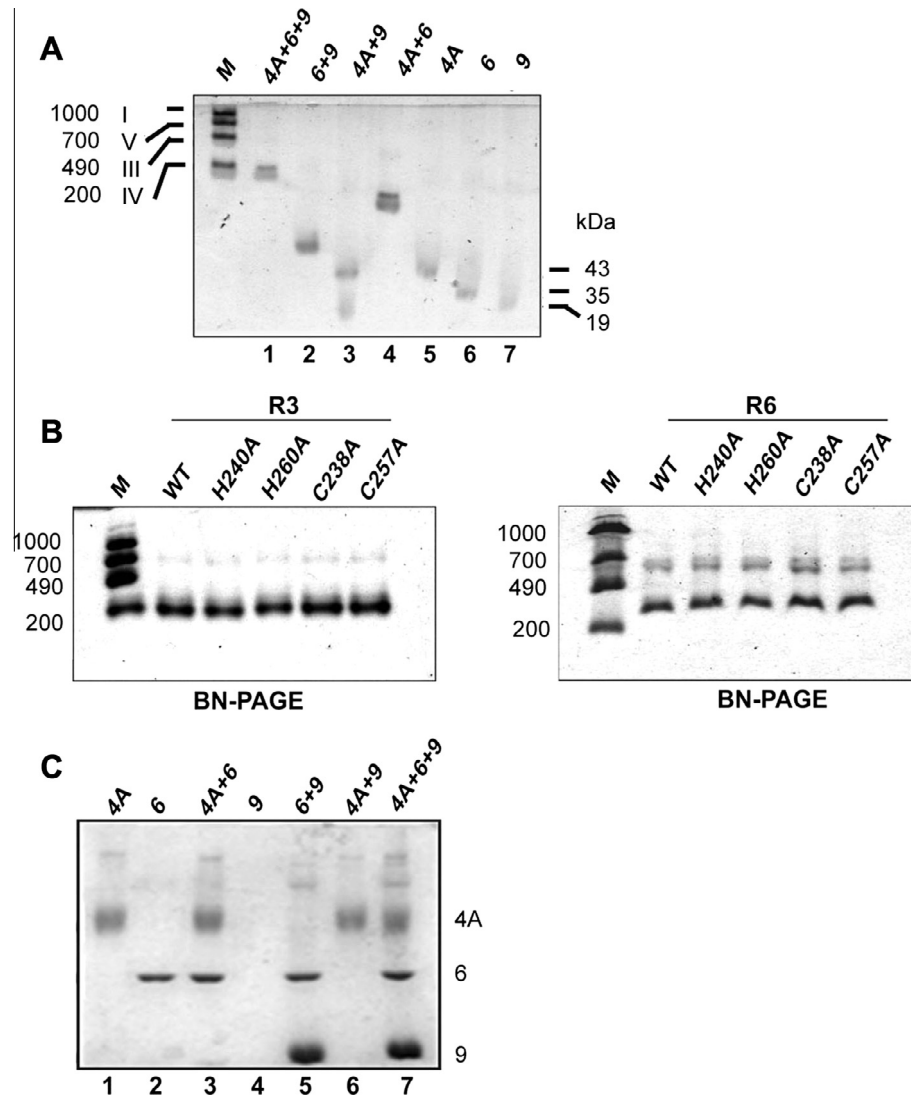 A
M 4A+6+9 6+9 4A+9 4A+6 4A 6 9
1000 I
V
700
III
490
200 IV
kDa
43
35
19
1 2 3 4 5 6 7
B
R3
M WT H240A H260A C238A C257A
1000
700
490
200
BN-PAGE
R6
M WT H240A H260A C238A C257A
1000
700
490
200
BN-PAGE
C
4A 6 4A+6 9 6+9 4A+9 4A+6+9
4A
6
9
1 2 3 4 5 6 7